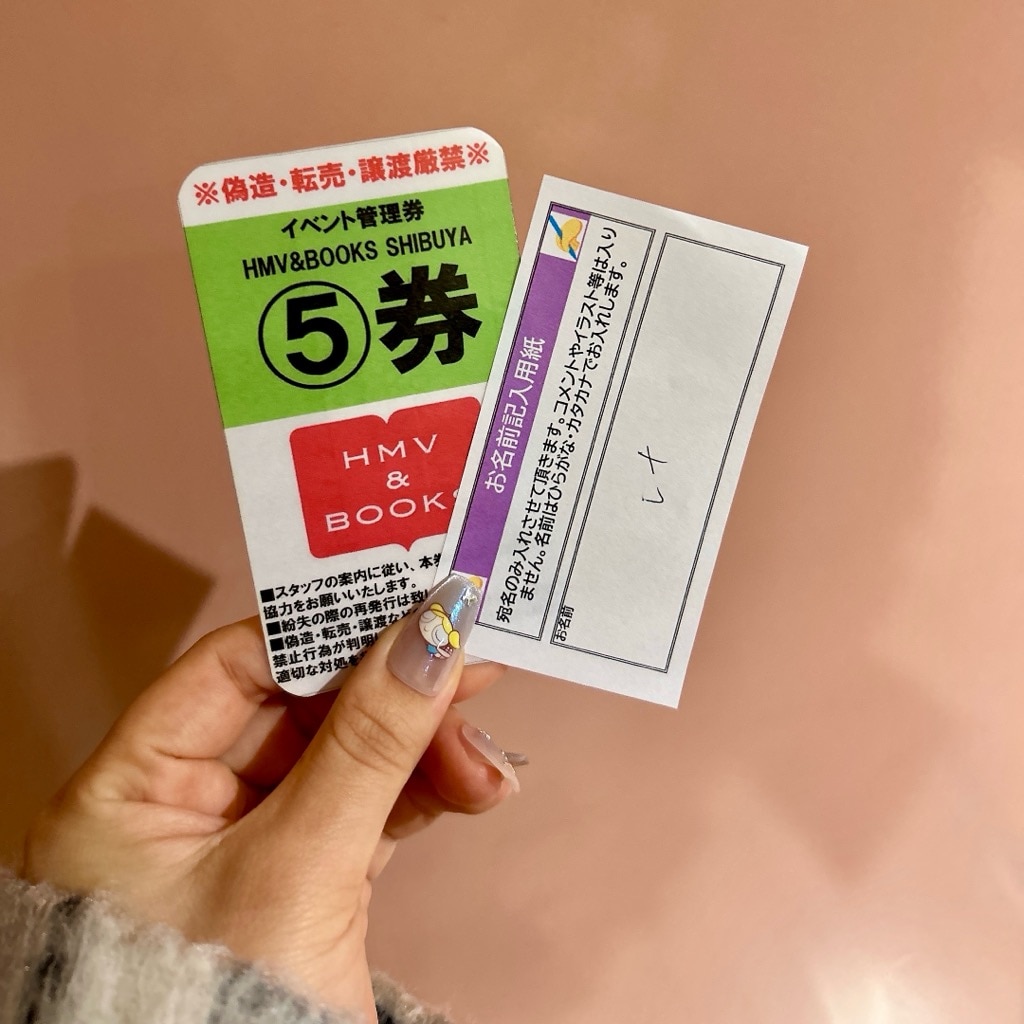 ※偽造・転売・譲渡厳禁※
イベント管理券
HMV&BOOKS SHIBUYA
⑤券
HMV
&
BOOK
■スタッフの案内に従い、本券
協力をお願いいたします。
■紛失の際の再発行は致し
■偽造・転売・譲渡など
禁止行為が判明
適切な対処を
お名前記入用紙
宛名のみ入れさせて頂きます。コメントやイラスト等は入り
ません。名前はひらがな・カタカナでお入れします。
お名前